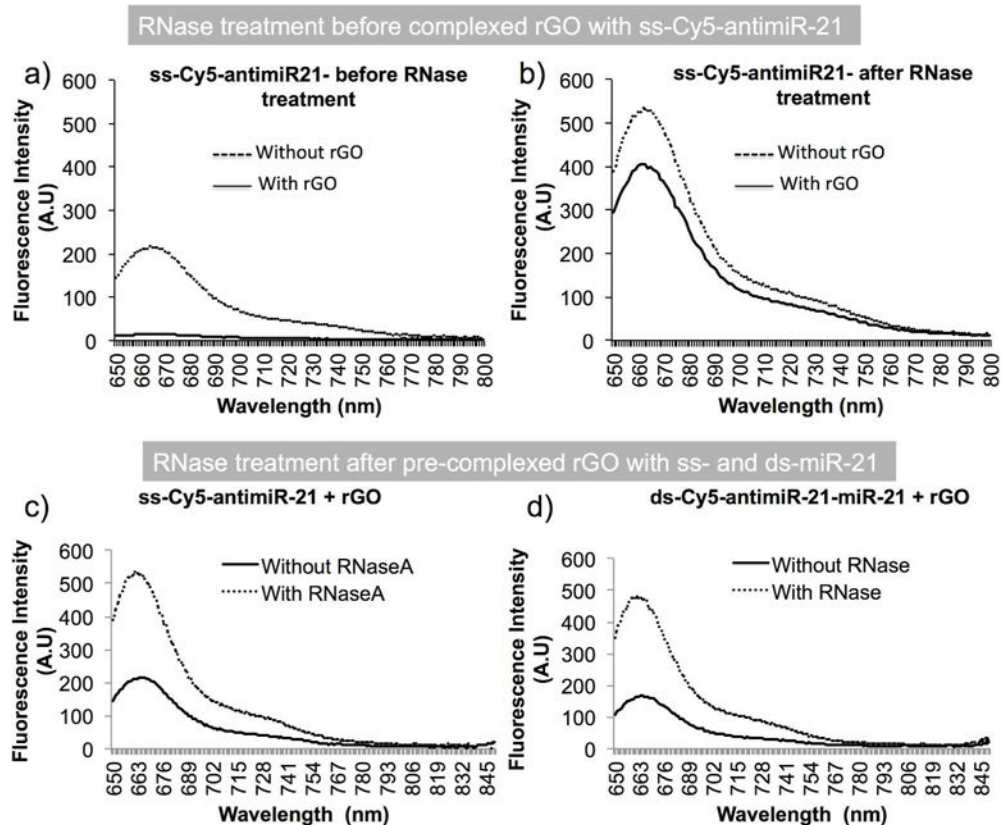 RNase treatment before complexed rGO with ss-Cy5-antimiR-21
a)
ss-Cy5-antimiR21- before RNase
treatment
Fluorescence Intensity
(A.U)
600
500
400
300
200
100
0
Without rGO
With rGO
650 660 670 680 690 700 710 720 730 740 750 760 770 780 790 800
Wavelength (nm)
b)
ss-Cy5-antimiR21- after RNase
treatment
Fluorescence Intensity
(A.U)
600
500
400
300
200
100
0
Without rGO
With rGO
650 660 670 680 690 700 710 720 730 740 750 760 770 780 790 800
Wavelength (nm)
RNase treatment after pre-complexed rGO with ss- and ds-miR-21
c)
ss-Cy5-antimiR-21 + rGO
Fluorescence Intensity
(A.U)
600
500
400
300
200
100
0
Without RNaseA
With RNaseA
650 663 676 689 702 715 728 741 754 767 780 793 806 819 832 845
Wavelength (nm)
d)
ds-Cy5-antimiR-21-miR-21 + rGO
Fluorescence Intensity
(A.U)
600
500
400
300
200
100
0
Without RNase
With RNase
650 663 676 689 702 715 728 741 754 767 780 793 806 819 832 845
Wavelength (nm)